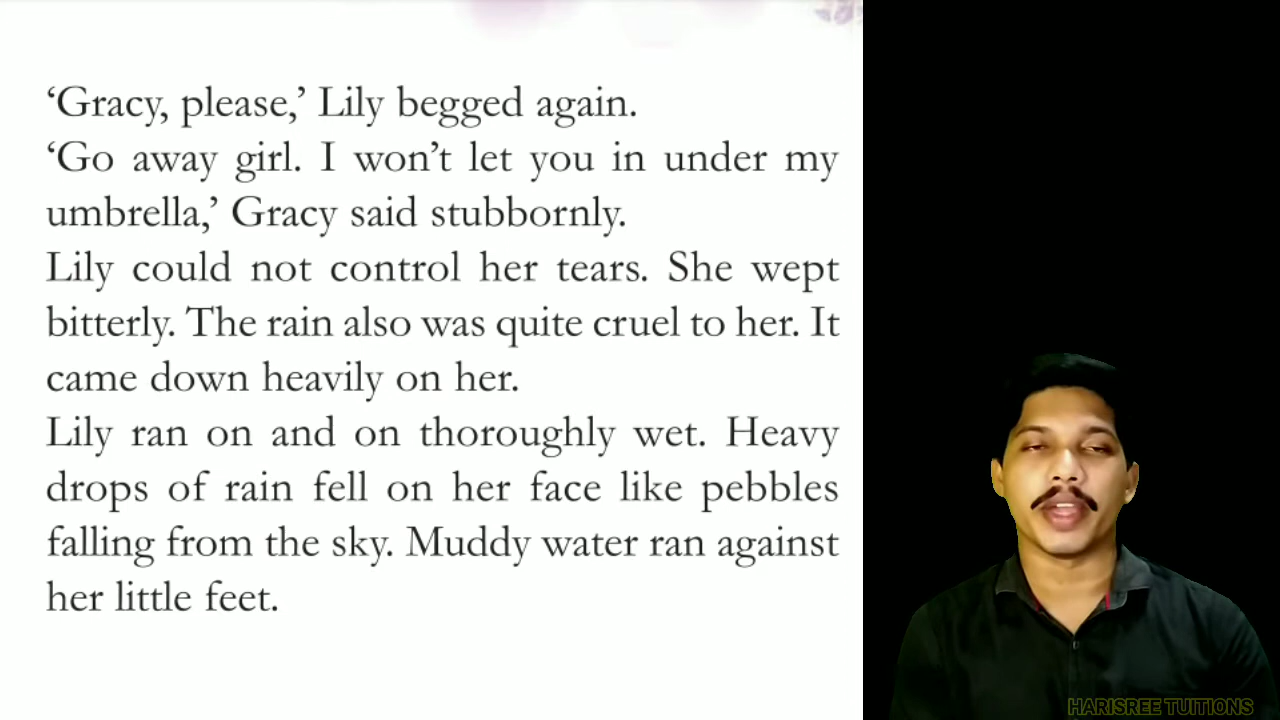 ‘Gracy, please,’ Lily begged again.
‘Go away girl. I won’t let you in under my
umbrella,’ Gracy said stubbornly.
Lily could not control her tears. She wept
bitterly. The rain also was quite cruel to her. It
came down heavily on her.
Lily ran on and on thoroughly wet. Heavy
drops of rain fell on her face like pebbles
falling from the sky. Muddy water ran against
her little feet.
HARISREE TUITIONS